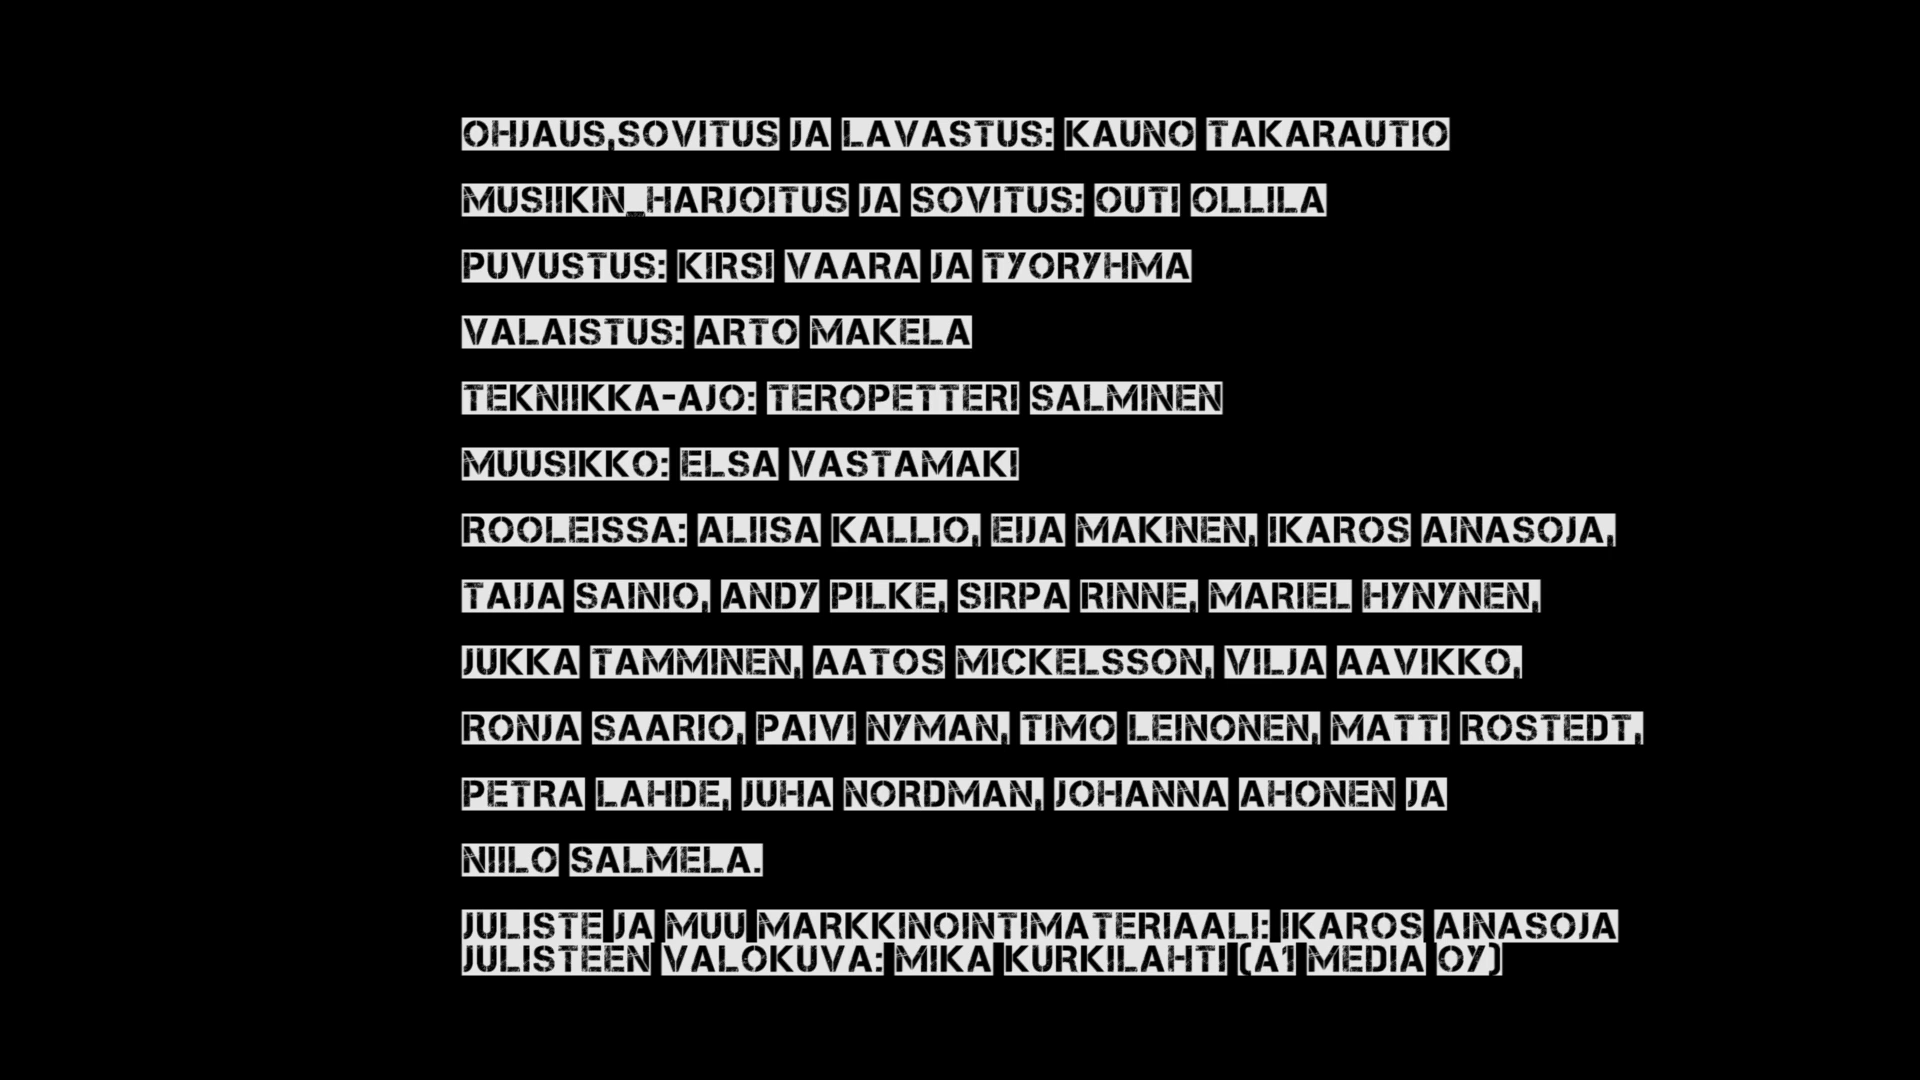 OHJAUS,SOVITUS JA LAVASTUS: KAUNO TAKARAUTIO
MUSIIKIN_HARJOITUS JA SOVITUS: OUTI OLLILA
PUVUSTUS: KIRSI VAARA JA TYORYHMA
VALAISTUS: ARTO MAKELA
TEKNIIKKA-AJO: TEROPETTERI SALMINEN
MUUSIKKO: ELSA VASTAMAKI
ROOLEISSA: ALIISA KALLIO, EIJA MAKINEN, IKAROS AINASOJA,
TAIJA SAINIO, ANDY PILKE, SIRPA RINNE, MARIEL HYNYNEN,
JUKKA TAMMINEN, AATOS MICKELSSON, VILJA AAVIKKO,
RONJA SAARIO, PAIVI NYMAN, TIMO LEINONEN, MATTI ROSTEDT,
PETRA LAHDE, JUHA NORDMAN, JOHANNA AHONEN JA
NIILO SALMELA.
JULISTE JA MUU MARKKINOINTIMATERIAALI: IKAROS AINASOJA
JULISTEEN VALOKUVA: MIKA KURKILAHTI (A1 MEDIA OY)